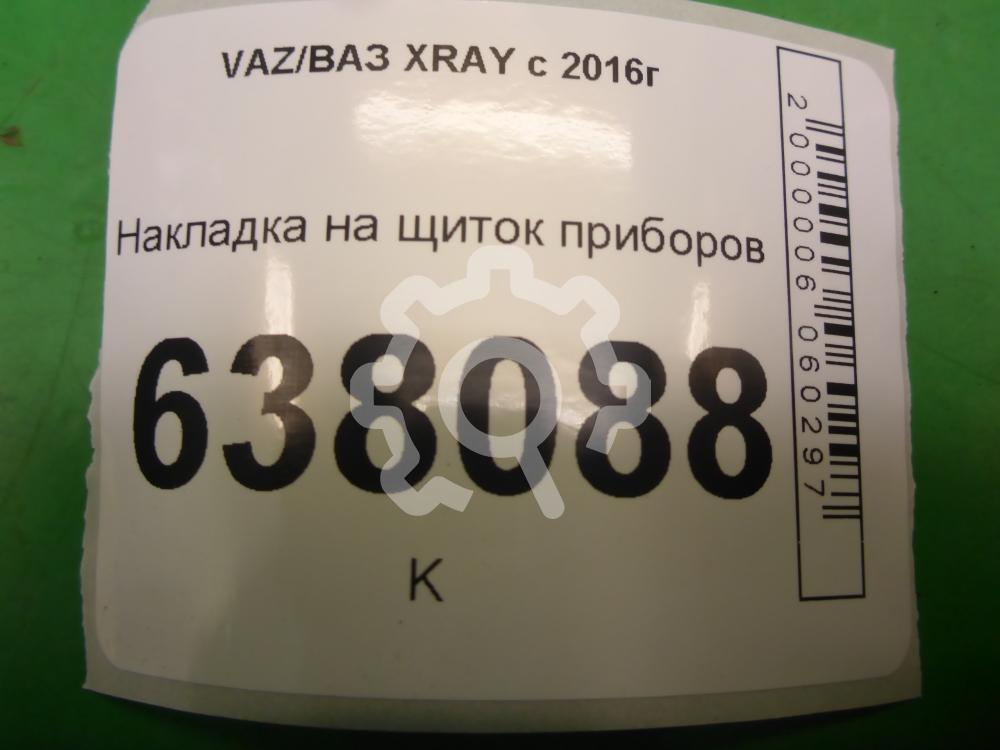 VAZ/ВАЗ XRAY с 2016г
Накладка на щиток приборов
638088
К
2000006060297